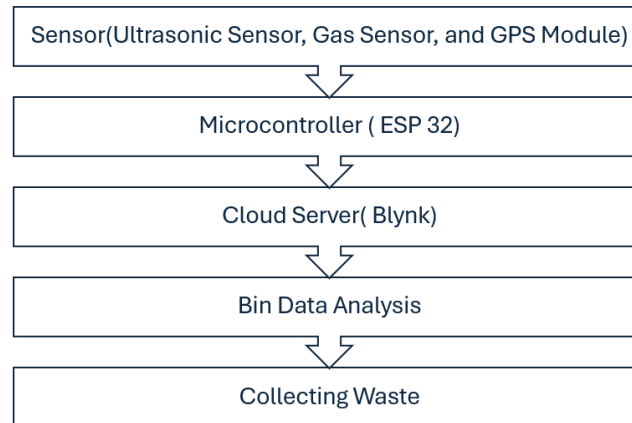 Sensor(Ultrasonic Sensor, Gas Sensor, and GPS Module)
Microcontroller ( ESP 32)
Cloud Server( Blynk)
Bin Data Analysis
Collecting Waste